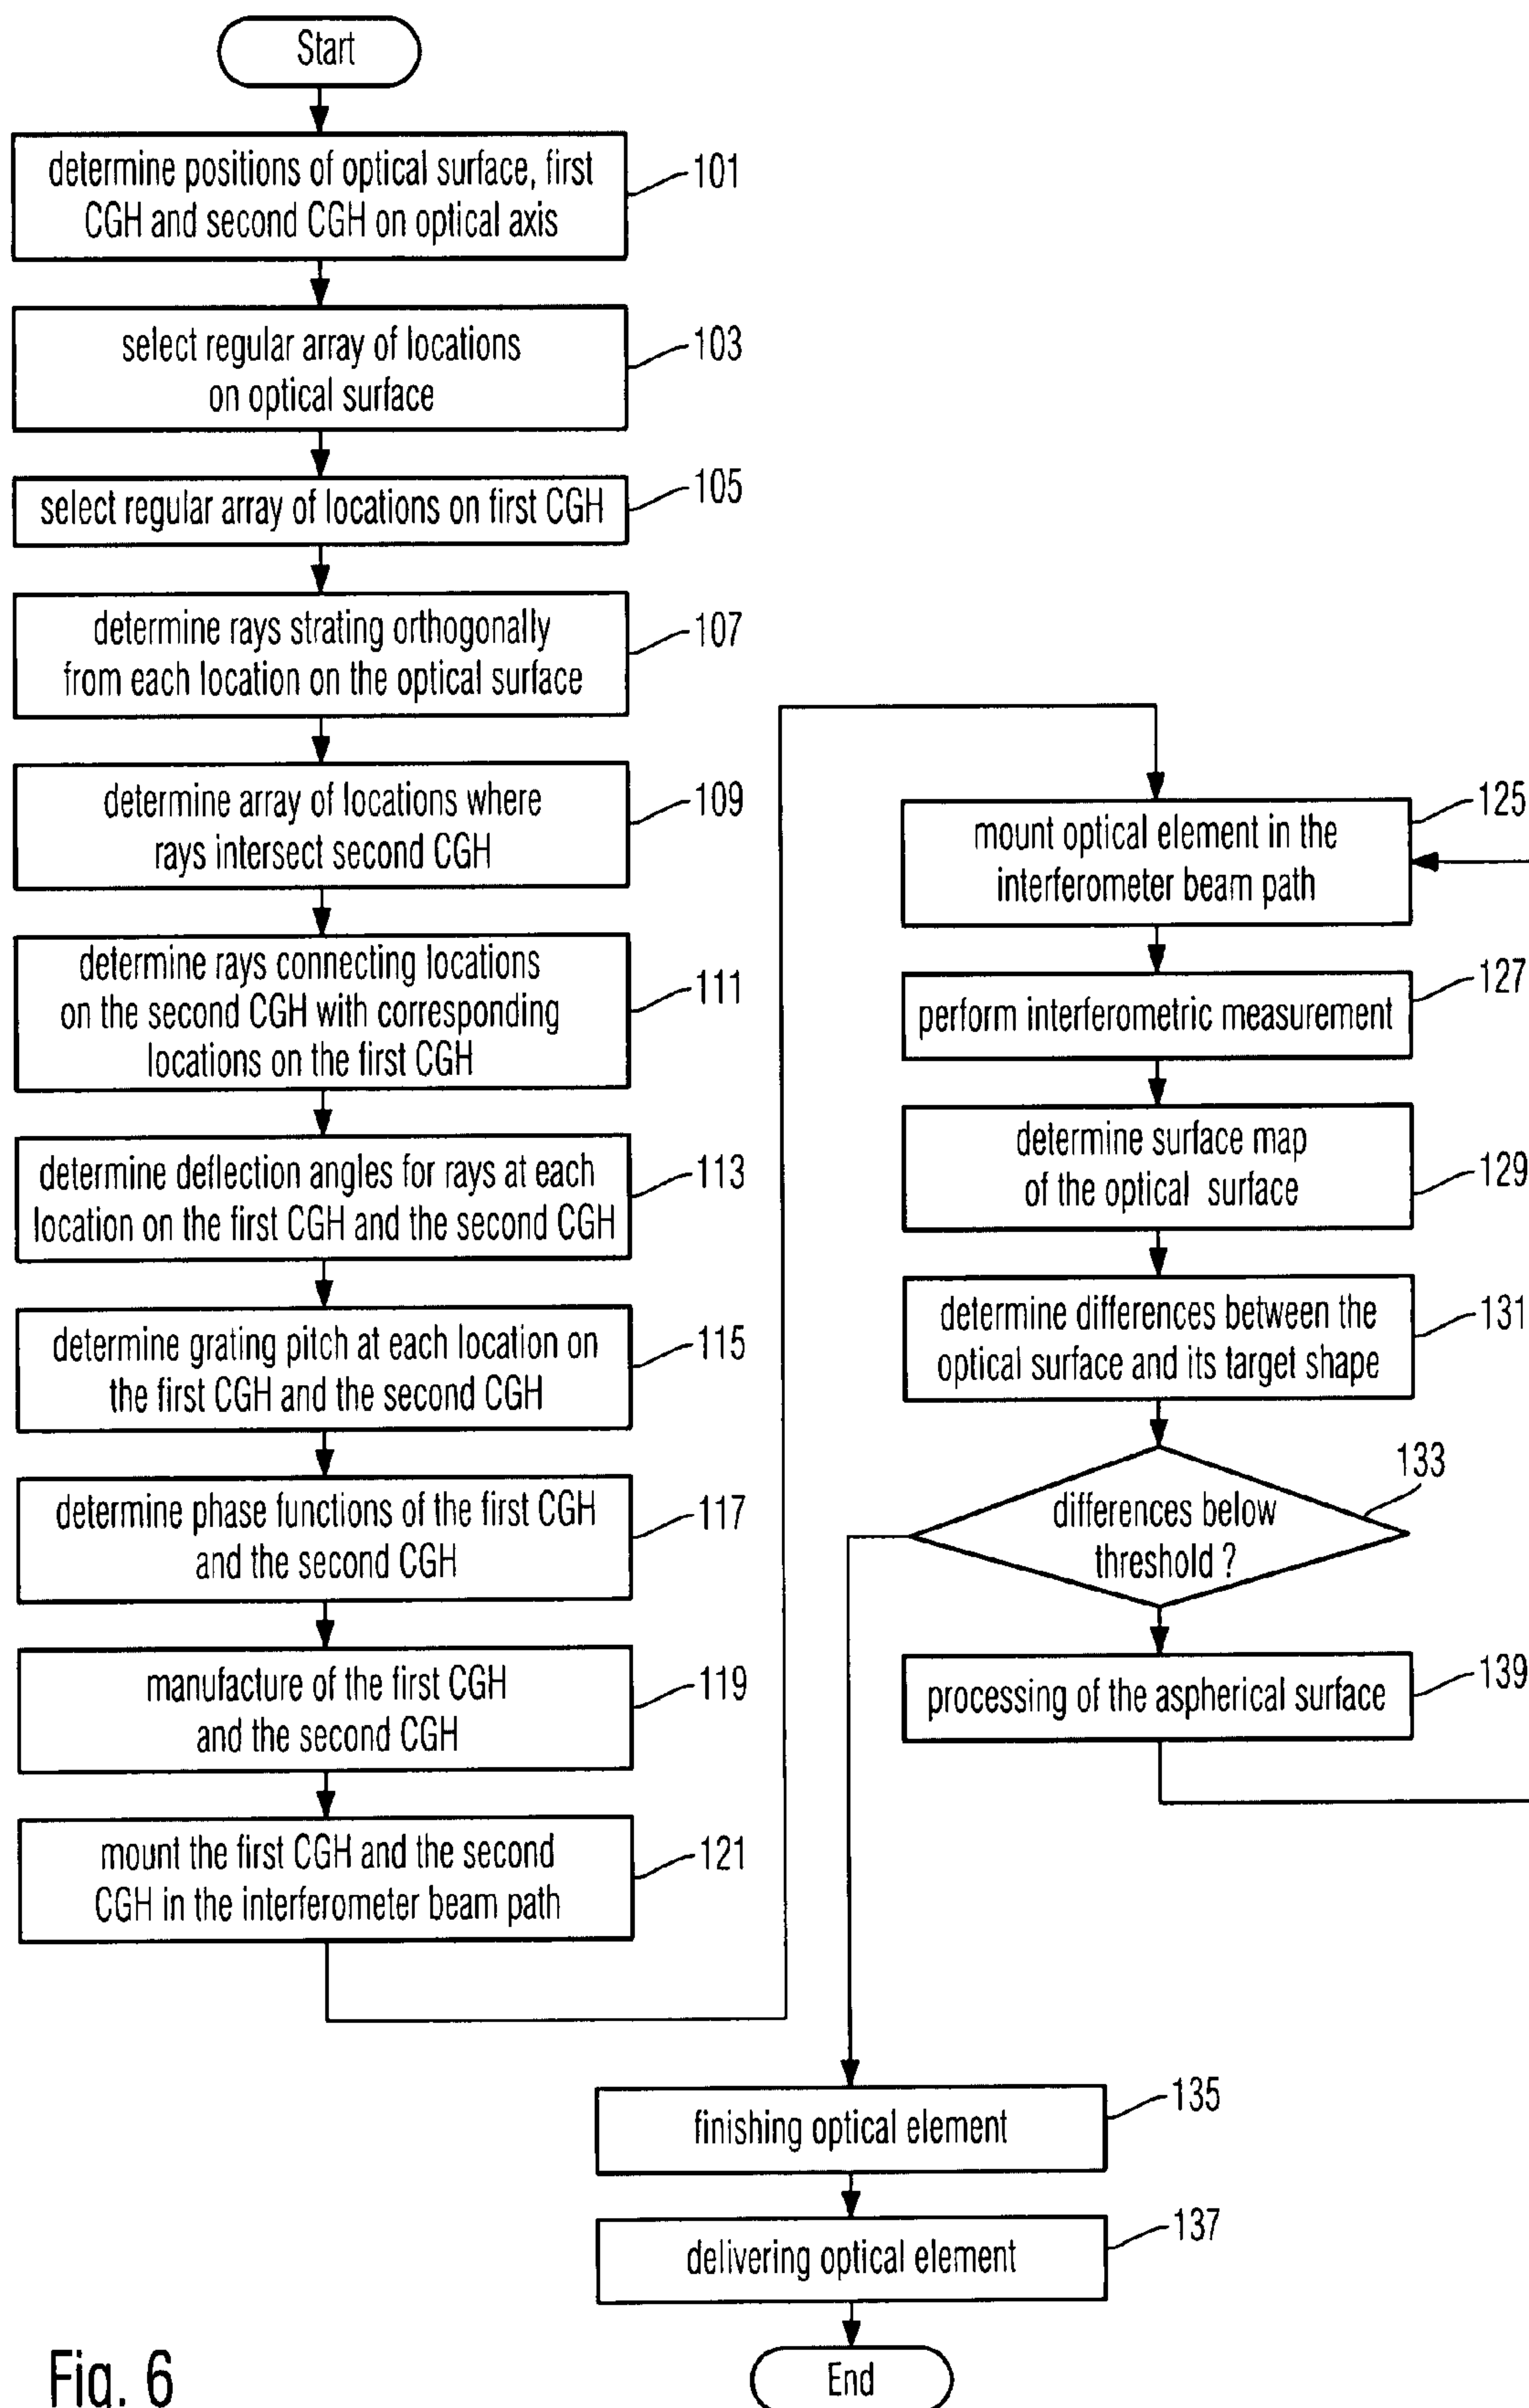 Start
determine positions of optical surface, first
CGH and second CGH on optical axis
101
select regular array of locations
on optical surface
103
select regular array of locations on first CGH
105
determine rays strating orthogonally
from each location on the optical surface
107
determine array of locations where
rays intersect second CGH
109
determine rays connecting locations
on the second CGH with corresponding
locations on the first CGH
111
determine deflection angles for rays at each
location on the first CGH and the second CGH
113
determine grating pitch at each location on
the first CGH and the second CGH
115
determine phase functions of the first CGH
and the second CGH
117
manufacture of the first CGH
and the second CGH
119
mount the first CGH and the second
CGH in the interferometer beam path
121
mount optical element in the
interferometer beam path
125
perform interferometric measurement
127
determine surface map
of the optical surface
129
determine differences between the
optical surface and its target shape
131
differences below
threshold ?
133
processing of the aspherical surface
139
finishing optical element
135
delivering optical element
137
End
Fig. 6